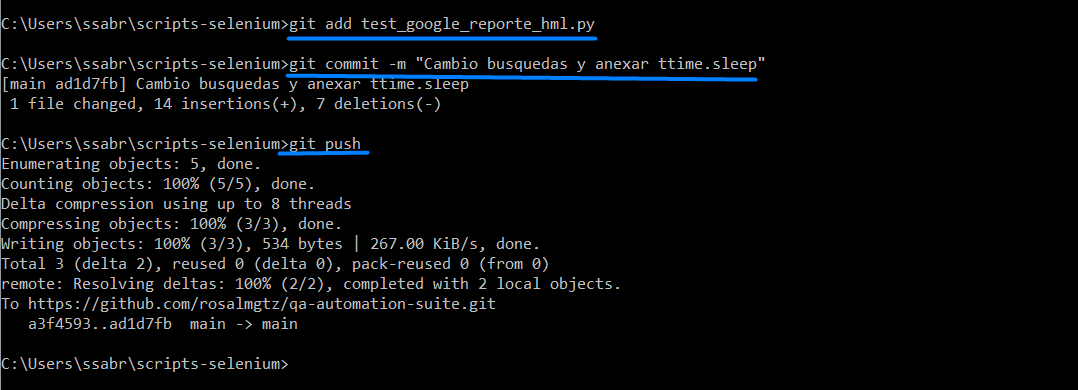 C:\Users\ssabr\scripts-selenium>git add test_google_reporte_hml.py
C:\Users\ssabr\scripts-selenium>git commit -m "Cambio busquedas y anexar ttime.sleep"
[main ad1d7fb] Cambio busquedas y anexar ttime.sleep
 1 file changed, 14 insertions(+), 7 deletions(-)
C:\Users\ssabr\scripts-selenium>git push
Enumerating objects: 5, done.
Counting objects: 100% (5/5), done.
Delta compression using up to 8 threads
Compressing objects: 100% (3/3), done.
Writing objects: 100% (3/3), 534 bytes | 267.00 KiB/s, done.
Total 3 (delta 2), reused 0 (delta 0), pack-reused 0 (from 0)
remote: Resolving deltas: 100% (2/2), completed with 2 local objects.
To https://github.com/rosalmgtz/qa-automation-suite.git
   a3f4593..ad1d7fb  main -> main
C:\Users\ssabr\scripts-selenium>